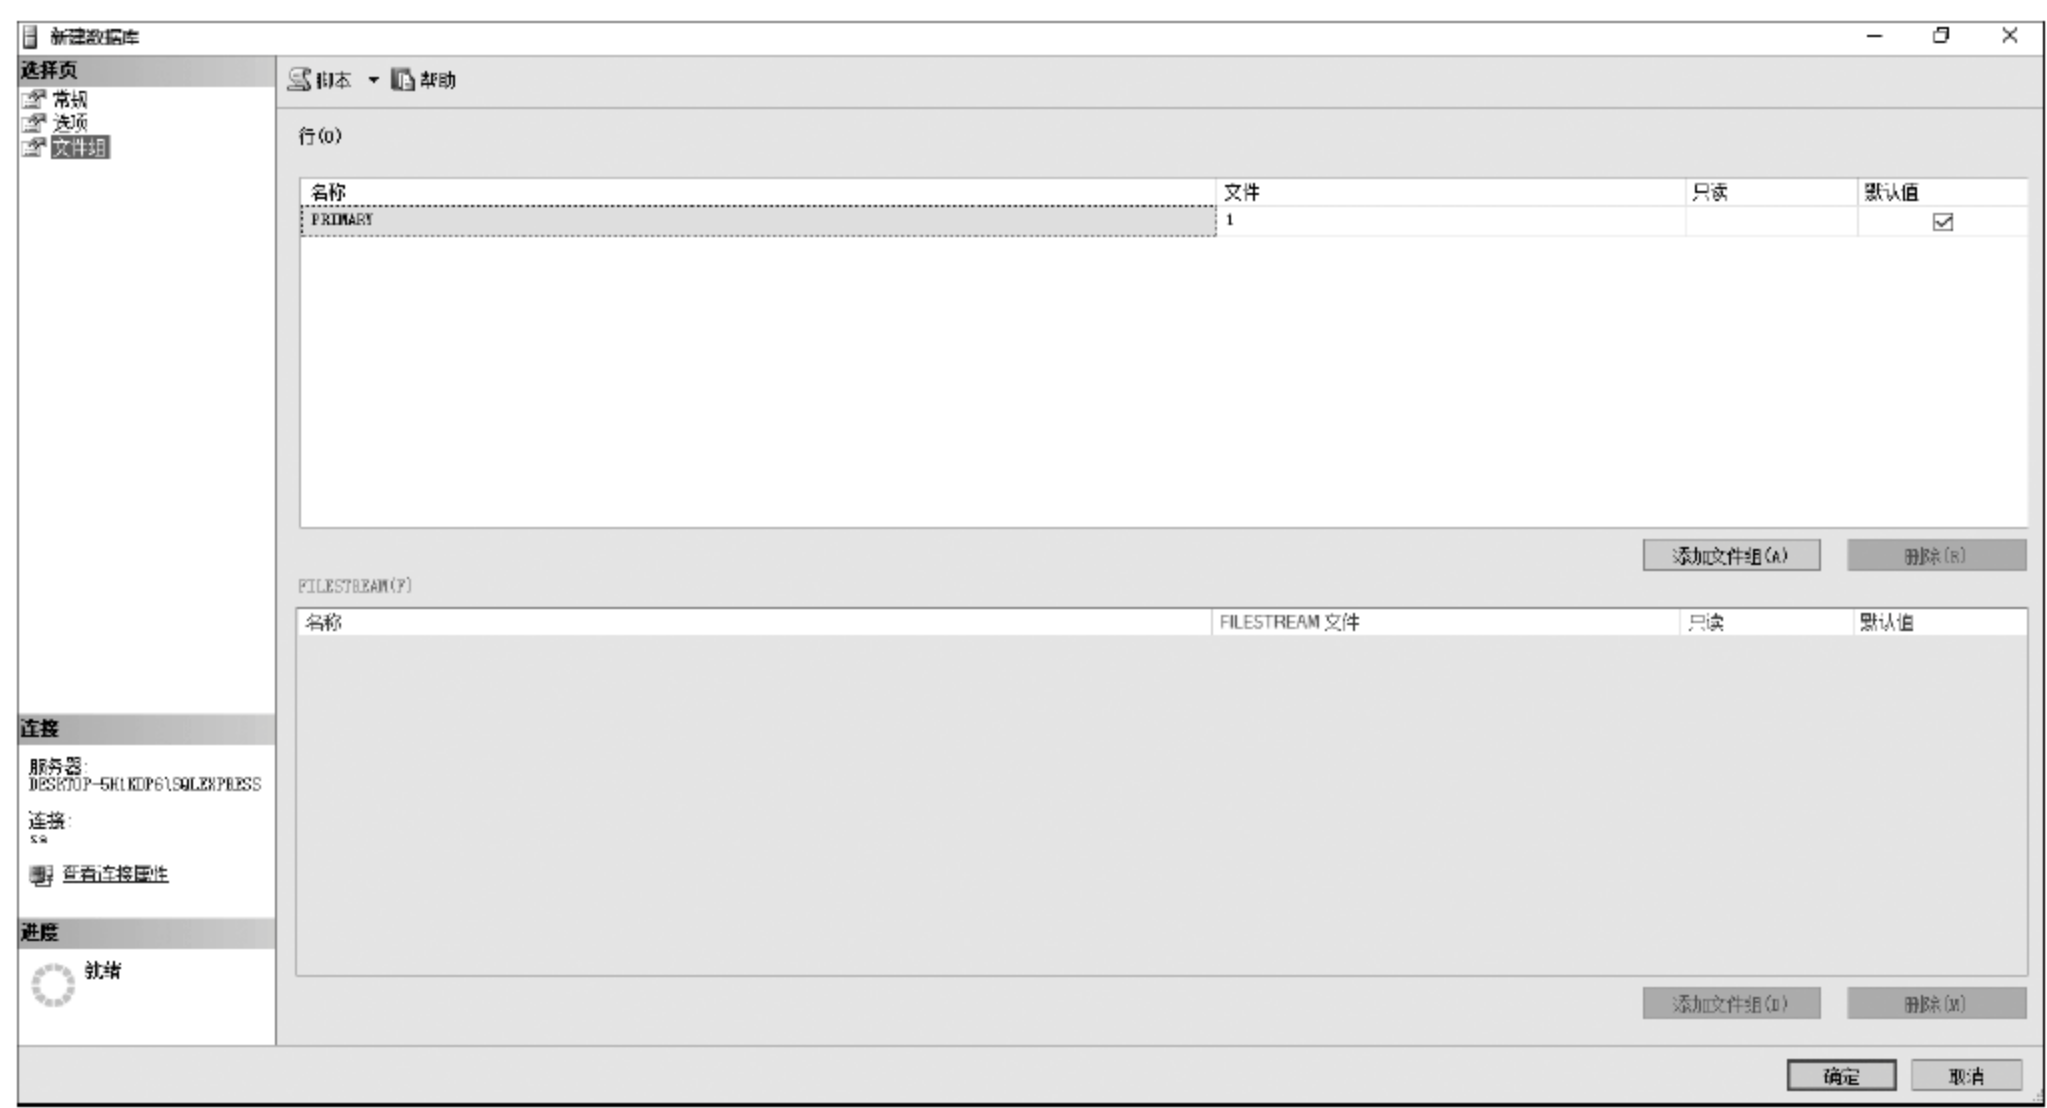 新建数据库
选择页
常规
选项
文件组
脚本 帮助
行(O)
名称 文件 只读 默认值
PRIMARY 1
添加文件组(A) 删除(R)
FILESTREAM(F)
名称 FILESTREAM 文件 只读 默认值
添加文件组(D) 删除(M)
连接
服务器:
DESKTOP-5H1KDP6\SQLEXPRESS
连接:
sa
查看连接属性
进度
就绪
确定 取消